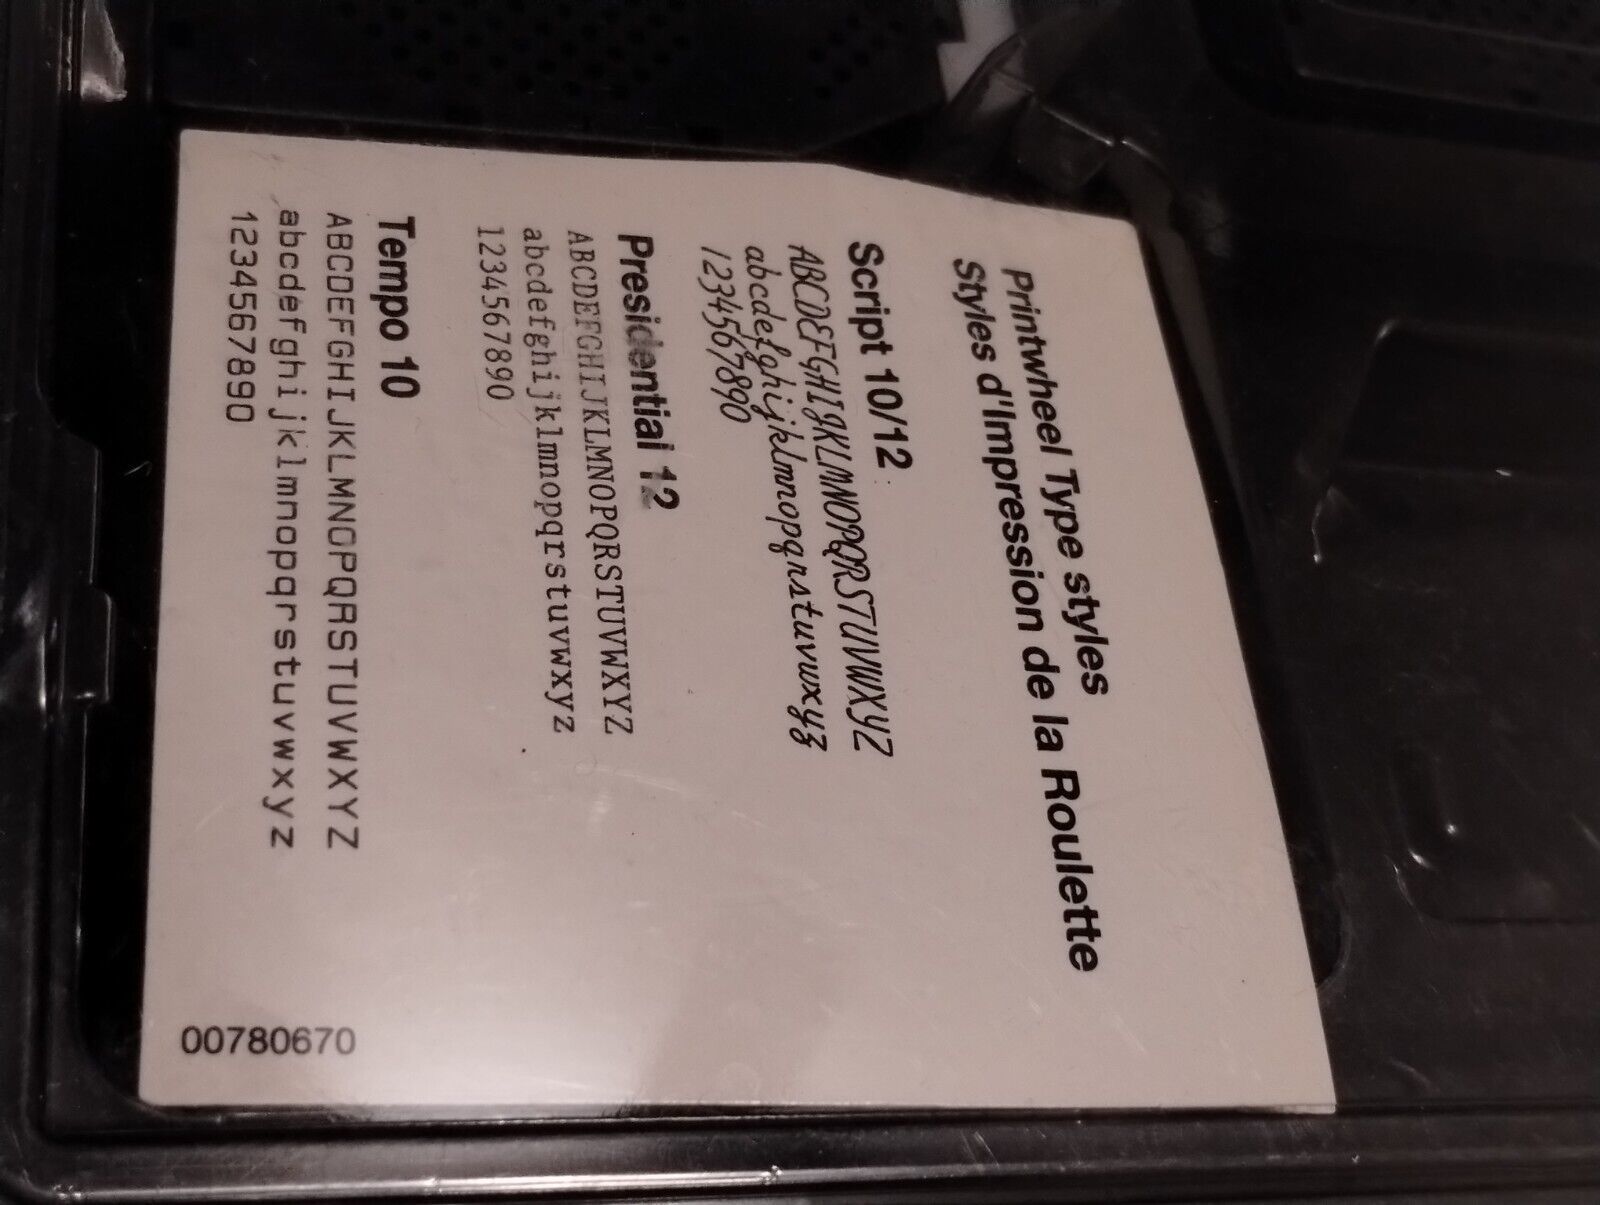 Printwheel Type styles
Styles d'Impression de la Roulette
Script 10/12
ABCDEFGHIJKLMNOPQRSTUVWXYZ
abcdefghijklmnopqrstuvwxyz
1234567890
Presidential 12
ABCDEFGHIJKLMNOPQRSTUVWXYZ
abcdefghijklmnopqrstuvwxyz
1234567890
Tempo 10
ABCDEFGHIJKLMNOPQRSTUVWXYZ
abcdefghijklmnopqrstuvwxyz
1234567890
00780670